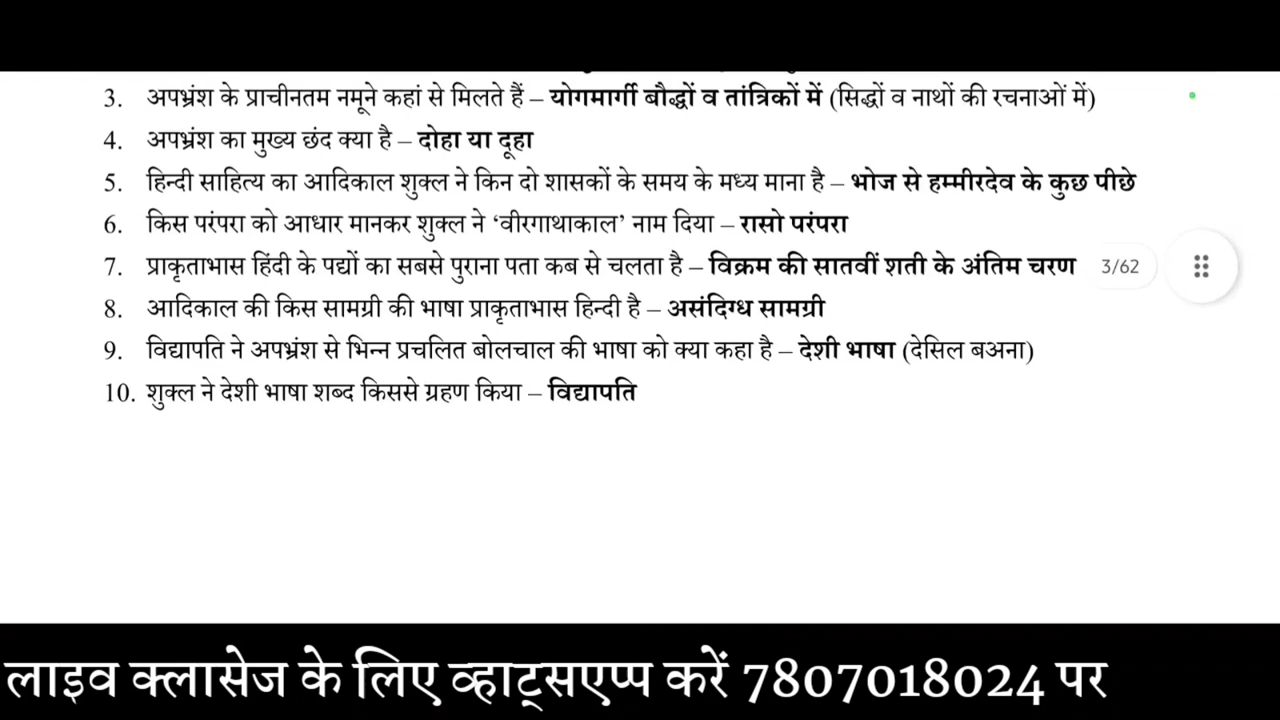 3. अपभ्रंश के प्राचीनतम नमूने कहां से मिलते हैं – योगमार्गी बौद्धों व तांत्रिकों में (सिद्धों व नाथों की रचनाओं में)
4. अपभ्रंश का मुख्य छंद क्या है – दोहा या दूहा
5. हिन्दी साहित्य का आदिकाल शुक्ल ने किन दो शासकों के समय के मध्य माना है – भोज से हम्मीरदेव के कुछ पीछे
6. किस परंपरा को आधार मानकर शुक्ल ने ‘वीरगाथाकाल’ नाम दिया – रासो परंपरा
7. प्राकृताभास हिंदी के पद्यों का सबसे पुराना पता कब से चलता है – विक्रम की सातवीं शती के अंतिम चरण 3/62
8. आदिकाल की किस सामग्री की भाषा प्राकृताभास हिन्दी है – असंदिग्ध सामग्री
9. विद्यापति ने अपभ्रंश से भिन्न प्रचलित बोलचाल की भाषा को क्या कहा है – देशी भाषा (देसिल बअना)
10. शुक्ल ने देशी भाषा शब्द किससे ग्रहण किया – विद्यापति
लाइव क्लासेज के लिए व्हाट्सएप्प करें 7807018024 पर